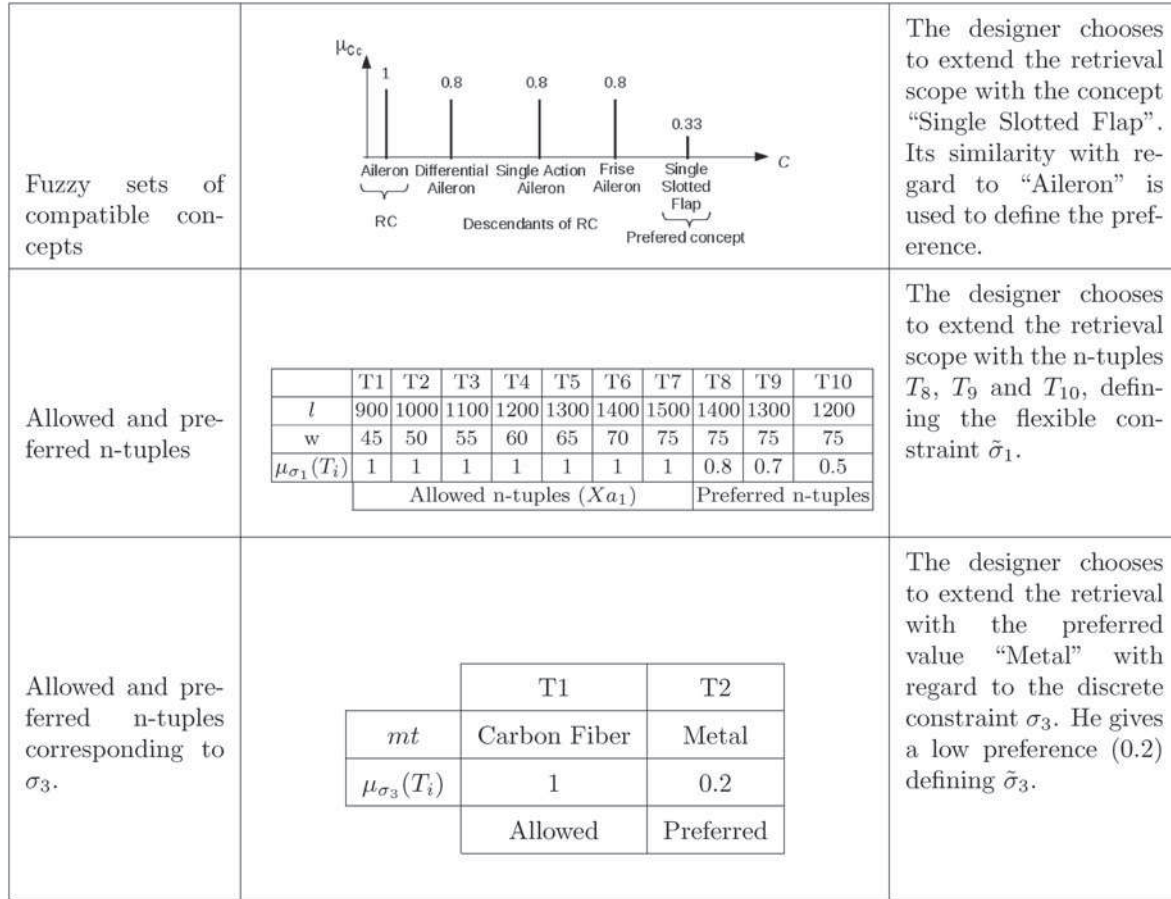 Fuzzy sets of
compatible con-
cepts
μCc
1
0.8
0.8
0.8
0.33
C
Aileron Differential Single Action Frise Single
Aileron Aileron Aileron Slotted
Flap
RC
Descendants of RC
Prefered concept
The designer chooses
to extend the retrieval
scope with the concept
“Single Slotted Flap”.
Its similarity with re-
gard to “Aileron” is
used to define the pref-
erence.
Allowed and pre-
ferred n-tuples
T1 T2 T3 T4 T5 T6 T7 T8 T9 T10
l 900 1000 1100 1200 1300 1400 1500 1400 1300 1200
w 45 50 55 60 65 70 75 75 75 75
μσ₁(Ti) 1 1 1 1 1 1 1 0.8 0.7 0.5
Allowed n-tuples (Xa₁) Preferred n-tuples
The designer chooses
to extend the retrieval
scope with the n-tuples
T₈, T₉ and T₁₀, defin-
ing the flexible con-
straint σ̃₁.
Allowed and pre-
ferred n-tuples
corresponding to
σ₃.
T1 T2
mt Carbon Fiber Metal
μσ₃(Ti) 1 0.2
Allowed Preferred
The designer chooses
to extend the retrieval
with the preferred
value “Metal” with
regard to the discrete
constraint σ₃. He gives
a low preference (0.2)
defining σ̃₃.